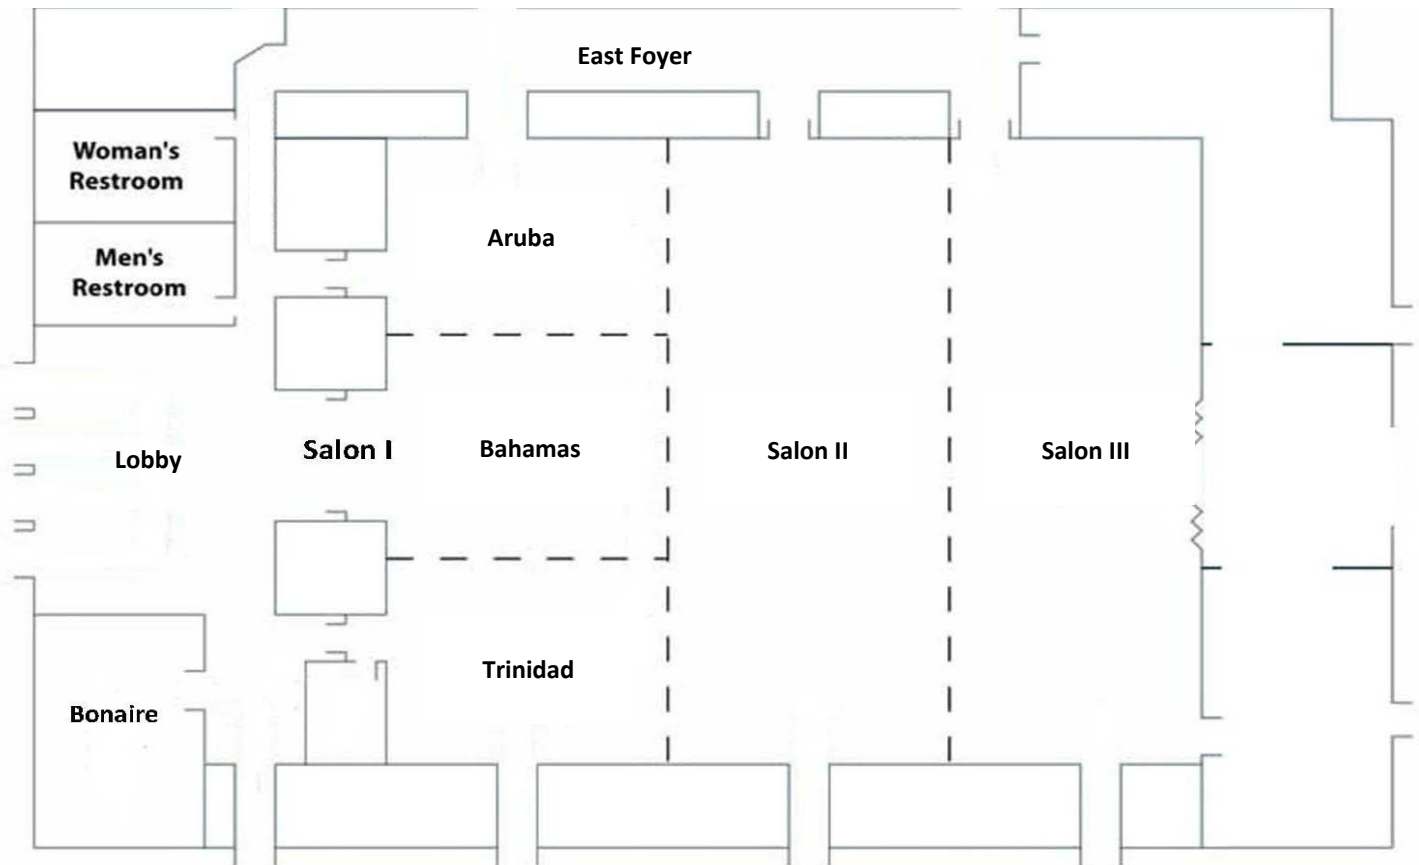 East Foyer
Woman's
Restroom
Aruba
Men's
Restroom
Lobby
Salon I
Bahamas
Salon II
Salon III
Trinidad
Bonaire